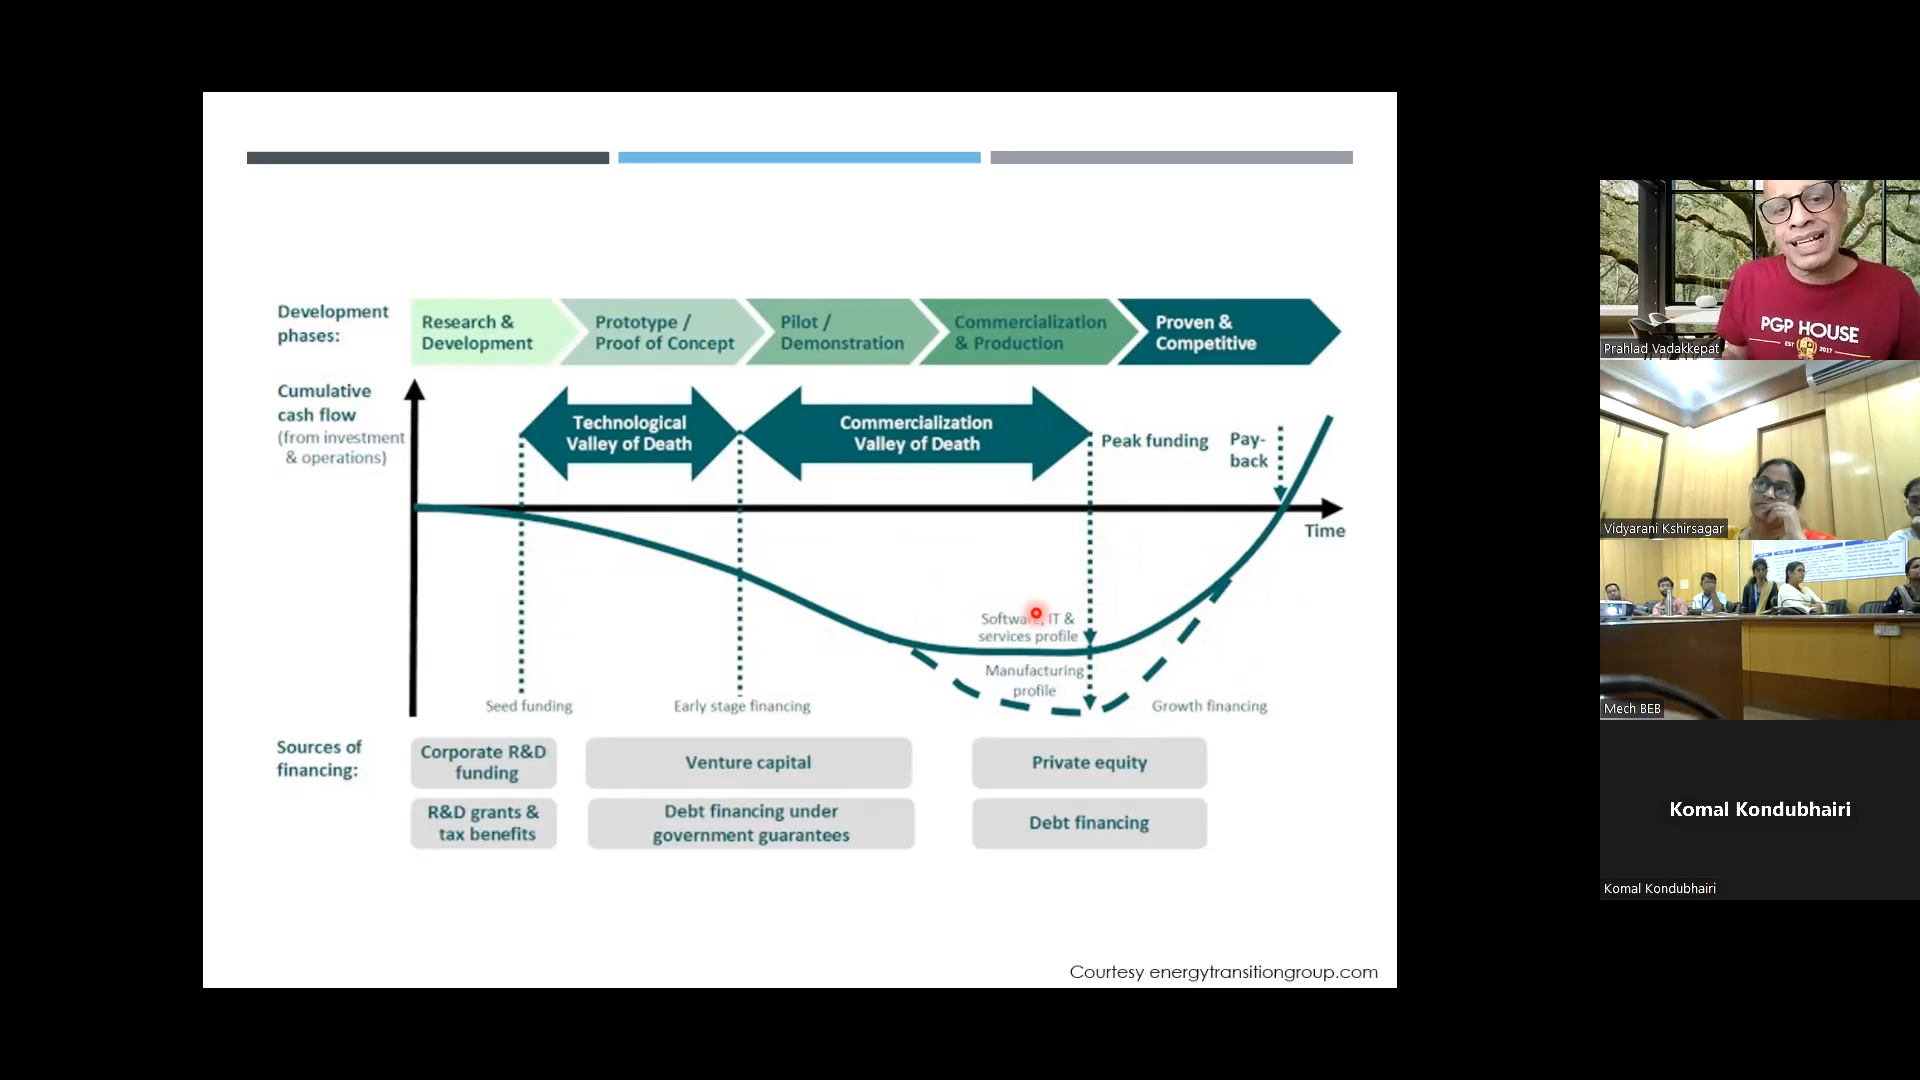 Development
phases:
Research &
Development
Prototype /
Proof of Concept
Pilot /
Demonstration
Commercialization
& Production
Proven &
Competitive
Cumulative
cash flow
(from investment
& operations)
Technological
Valley of Death
Commercialization
Valley of Death
Peak funding
Pay-
back
Time
Software, IT &
services profile
Manufacturing
profile
Seed funding
Early stage financing
Growth financing
Sources of
financing:
Corporate R&D
funding
Venture capital
Private equity
R&D grants &
tax benefits
Debt financing under
government guarantees
Debt financing
Courtesy energytransitiongroup.com
PGP HOUSE
EST 2017
Prahlad Vadakkepat
Vidyarani Kshirsagar
Mech BEB
Komal Kondubhairi
Komal Kondubhairi